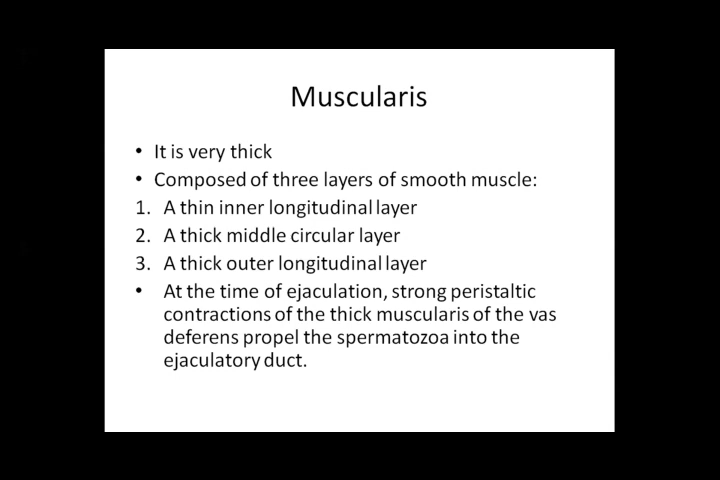 Muscularis
• It is very thick
• Composed of three layers of smooth muscle:
1. A thin inner longitudinal layer
2. A thick middle circular layer
3. A thick outer longitudinal layer
• At the time of ejaculation, strong peristaltic
contractions of the thick muscularis of the vas
deferens propel the spermatozoa into the
ejaculatory duct.